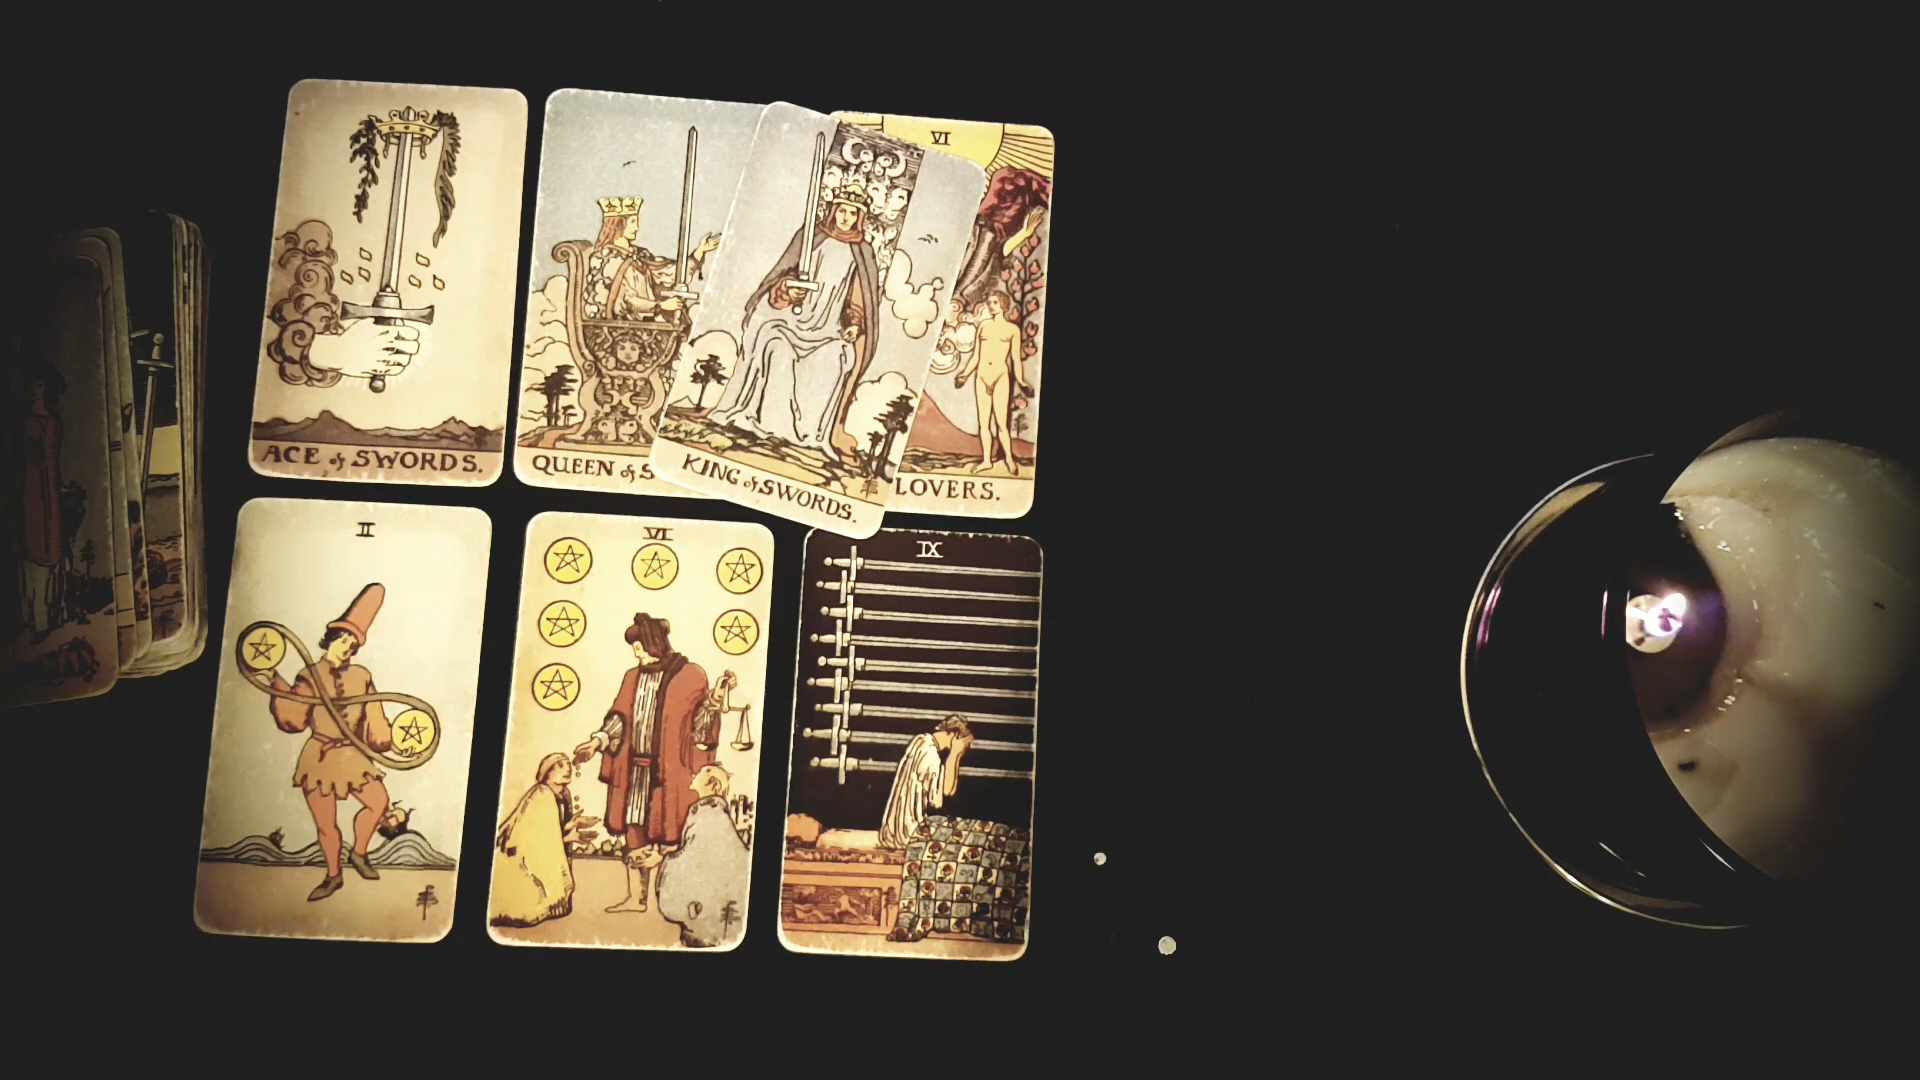 VI
ACE of SWORDS.
QUEEN of S
KING of SWORDS.
LOVERS.
II
VI
IX